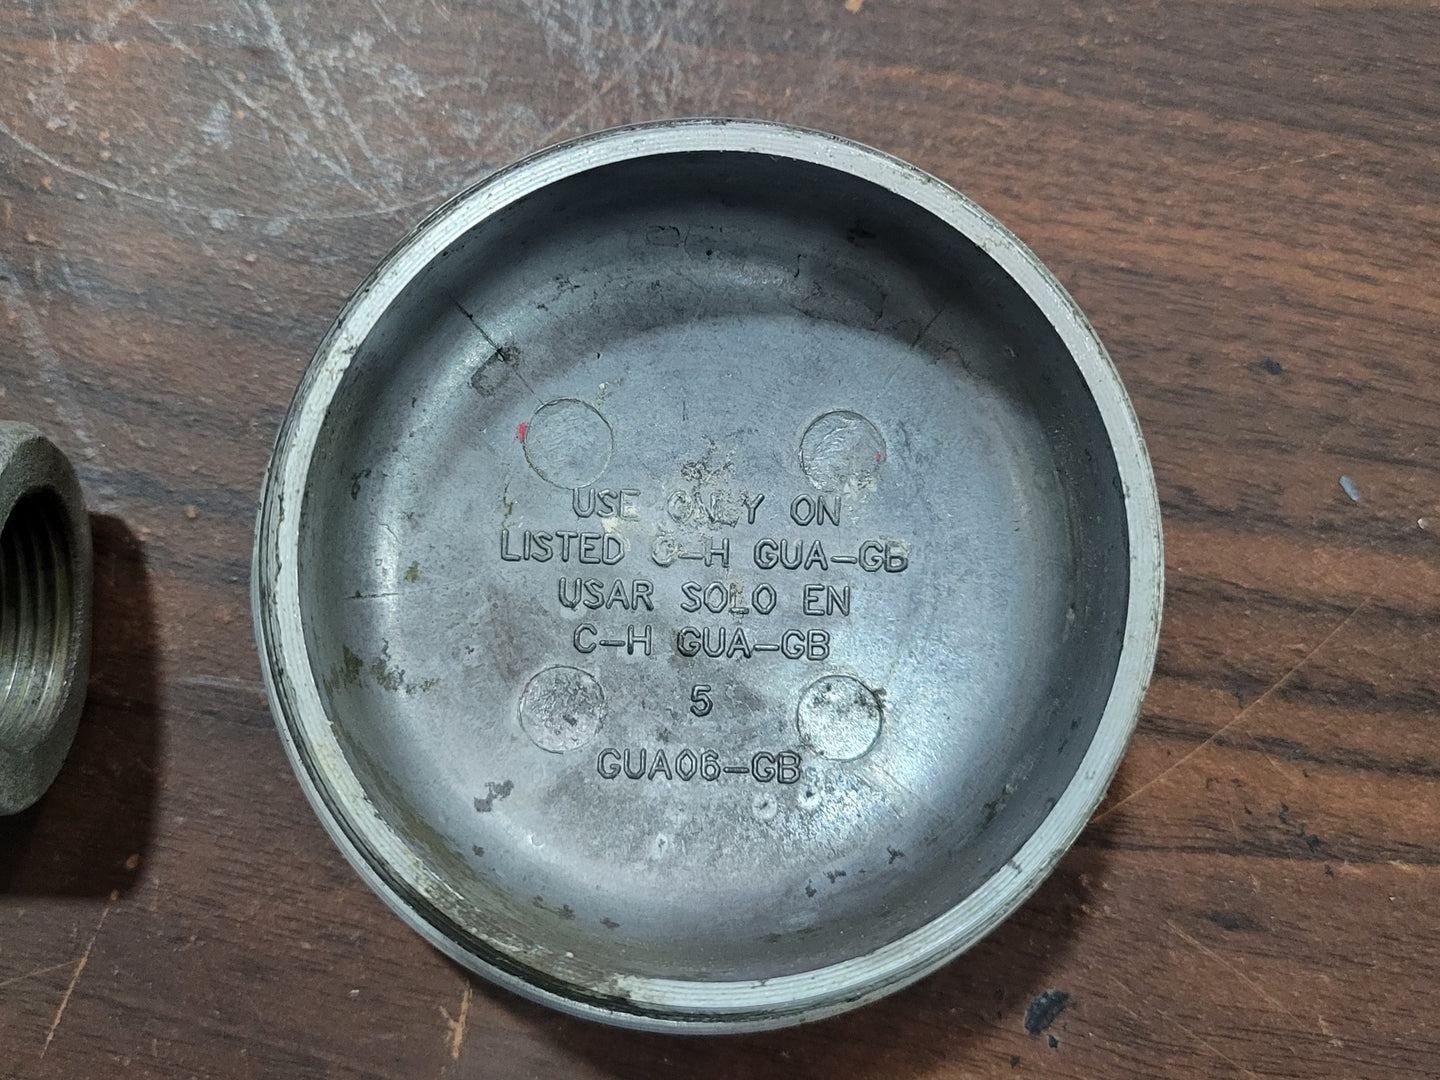 USE ONLY ON
LISTED C-H GUA-GB
USAR SOLO EN
C-H GUA-GB
5
GUA06-GB